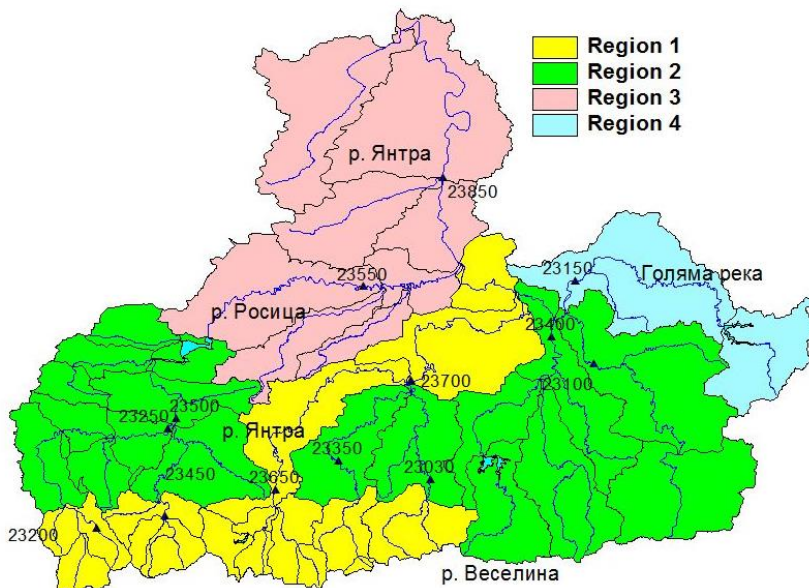 Region 1
Region 2
Region 3
Region 4
р. Янтра
23850
23150
Голяма река
23550
р. Росица
23400
23700
23100
23500
23250
р. Янтра
23350
23450
23650
23030
23200
р. Веселина